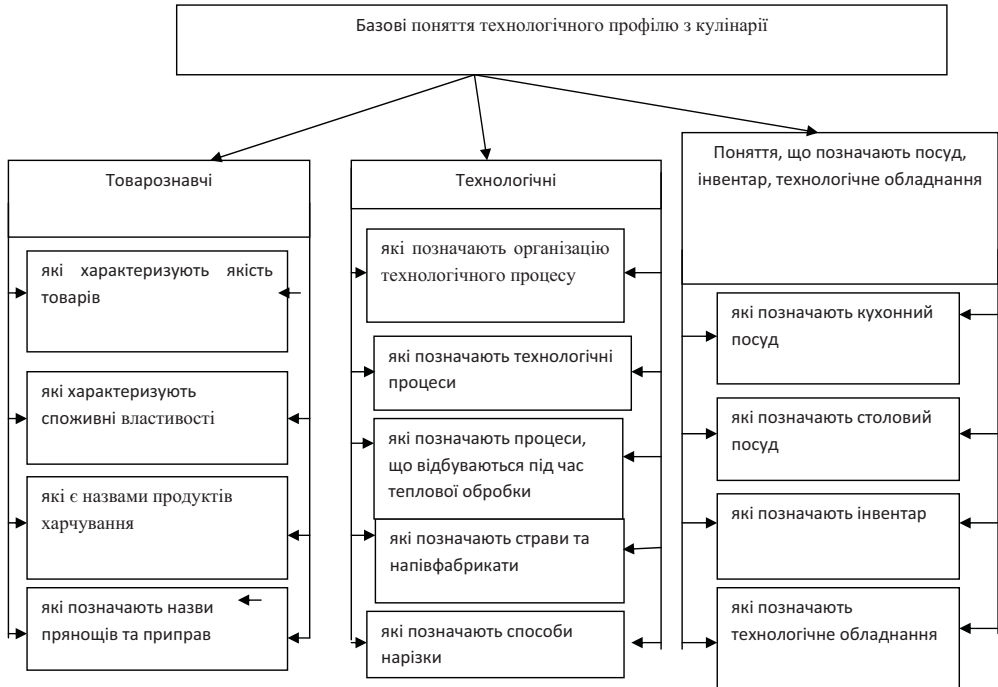 Базові поняття технологічного профілю з кулінарії
Товарознавчі
які характеризують якість
товарів
які характеризують
споживні властивості
які є назвами продуктів
харчування
які позначають назви
прянощів та приправ
Технологічні
які позначають організацію
технологічного процесу
які позначають технологічні
процеси
які позначають процеси,
що відбуваються під час
теплової обробки
які позначають страви та
напівфабрикати
які позначають способи
нарізки
Поняття, що позначають посуд,
інвентар, технологічне обладнання
які позначають кухонний
посуд
які позначають столовий
посуд
які позначають інвентар
які позначають
технологічне обладнання